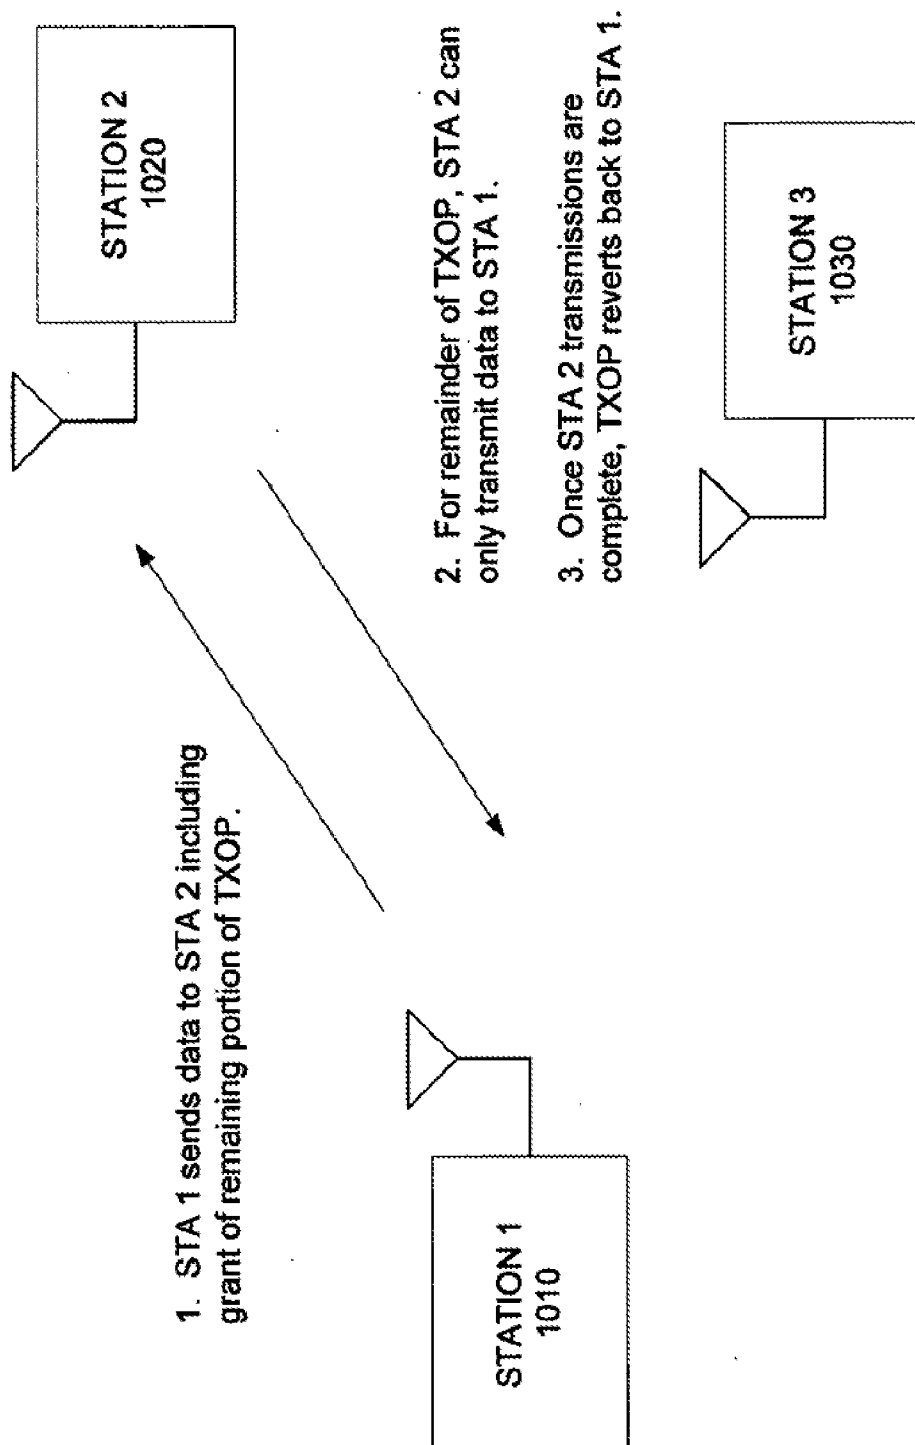 1. STA 1 sends data to STA 2 including
grant of remaining portion of TXOP.
STATION 2
1020
STATION 1
1010
2. For remainder of TXOP, STA 2 can
only transmit data to STA 1.
3. Once STA 2 transmissions are
complete, TXOP reverts back to STA 1.
STATION 3
1030